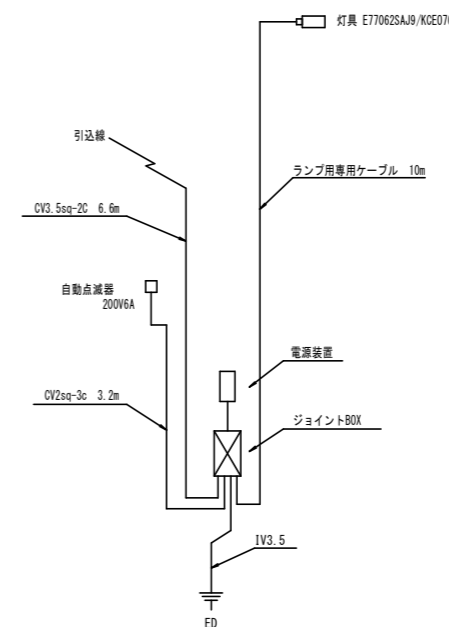 灯具 E77062SAJ9/KCE070
引込線
ランプ用専用ケーブル 10m
CV3.5sq-2C 6.6m
自動点滅器
200V6A
電源装置
CV2sq-3c 3.2m
ジョイントBOX
IV3.5
ED